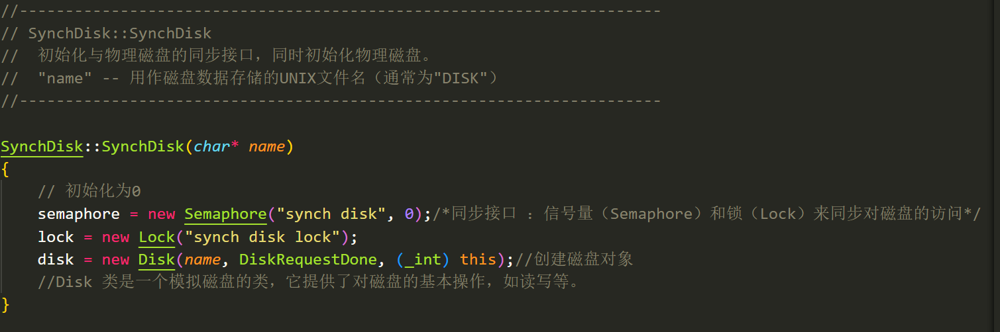 //----------------------------------------------------------------------
// SynchDisk::SynchDisk
//  初始化与物理磁盘的同步接口，同时初始化物理磁盘。
//  "name" -- 用作磁盘数据存储的UNIX文件名（通常为"DISK"）
//----------------------------------------------------------------------
SynchDisk::SynchDisk(char* name)
{
    // 初始化为0
    semaphore = new Semaphore("synch disk", 0);/*同步接口 ：信号量（Semaphore）和锁（Lock）来同步对磁盘的访问*/
    lock = new Lock("synch disk lock");
    disk = new Disk(name, DiskRequestDone, (_int) this);//创建磁盘对象
    //Disk 类是一个模拟磁盘的类，它提供了对磁盘的基本操作，如读写等。
}